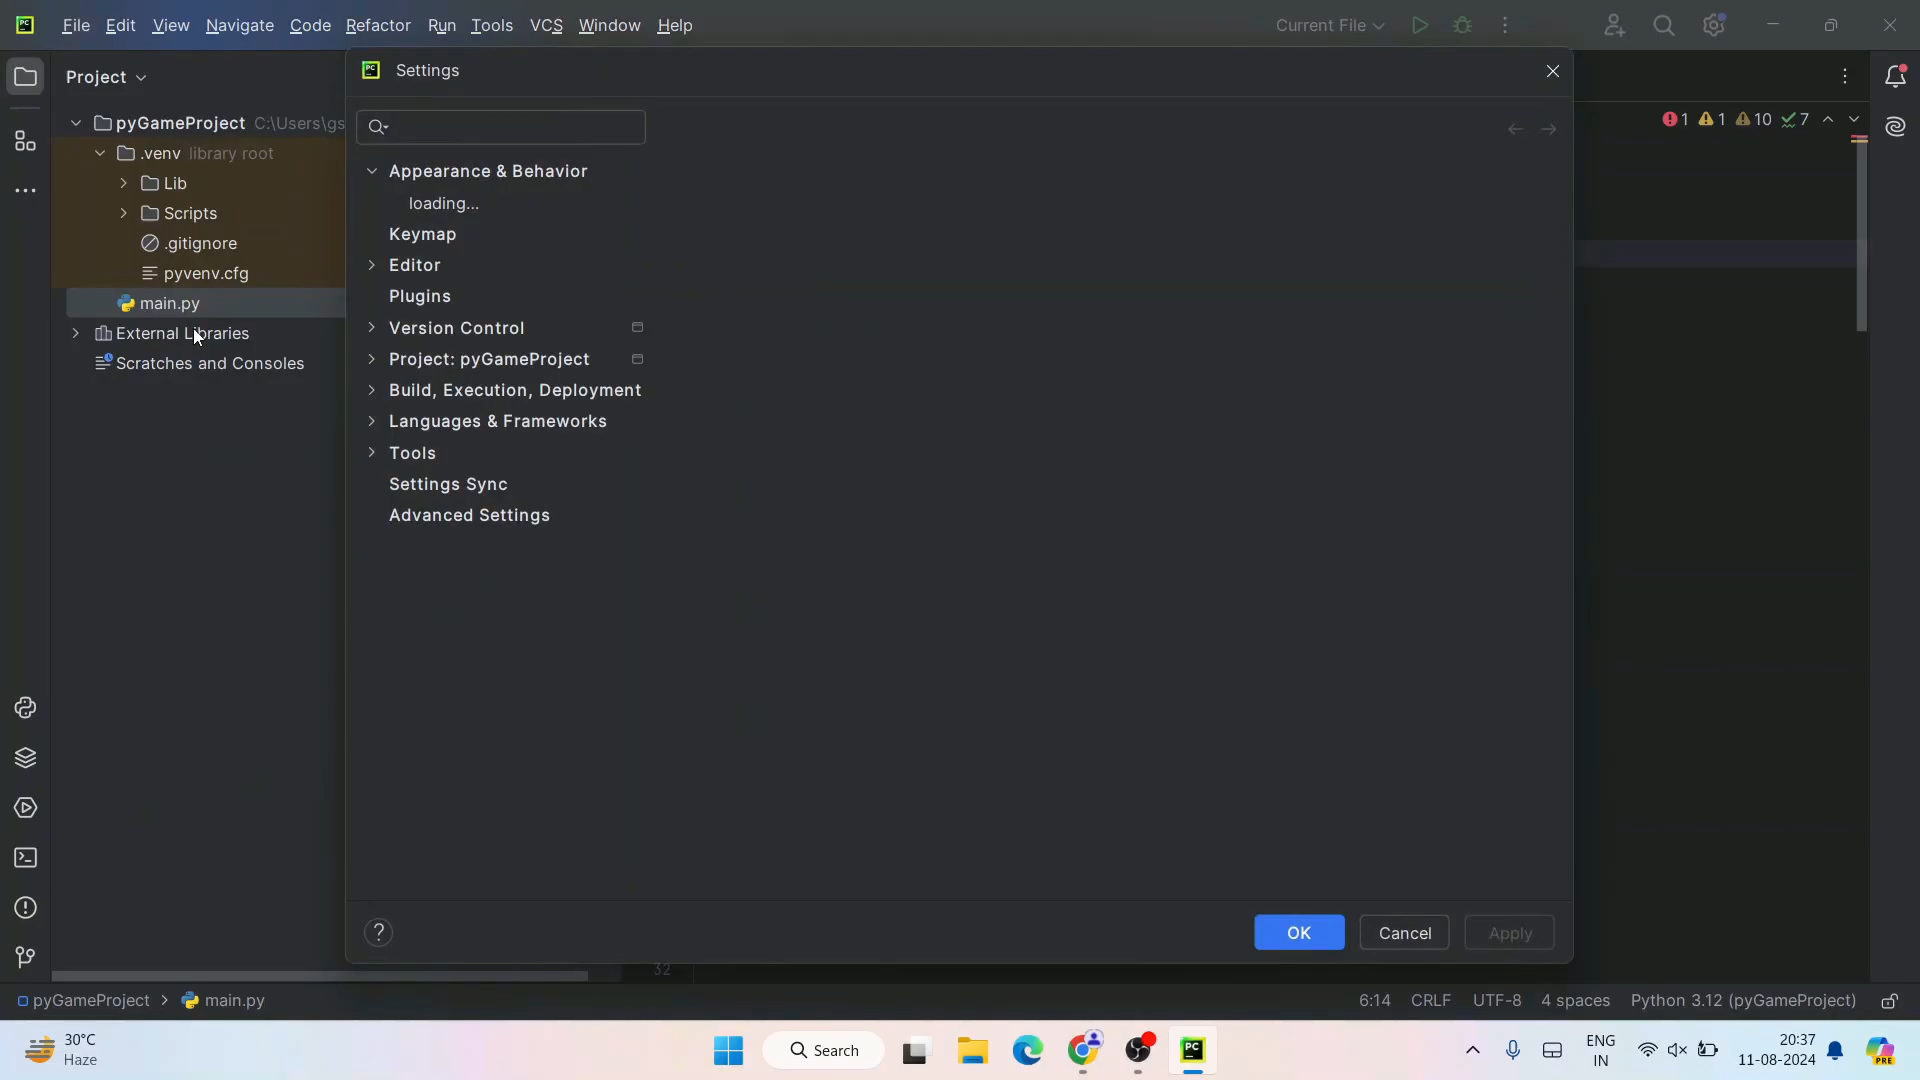 File Edit View Navigate Code Refactor Run Tools VCS Window Help
Current File
Project
Settings
pyGameProject C:\Users\gs
.venv library root
Lib
Scripts
.gitignore
pyvenv.cfg
main.py
External Libraries
Scratches and Consoles
Appearance & Behavior
loading...
Keymap
Editor
Plugins
Version Control
Project: pyGameProject
Build, Execution, Deployment
Languages & Frameworks
Tools
Settings Sync
Advanced Settings
1 1 10 7
?
OK Cancel Apply
32
pyGameProject > main.py
6:14 CRLF UTF-8 4 spaces Python 3.12 (pyGameProject)
30°C
Haze
Search
ENG
IN
20:37
11-08-2024
PRE